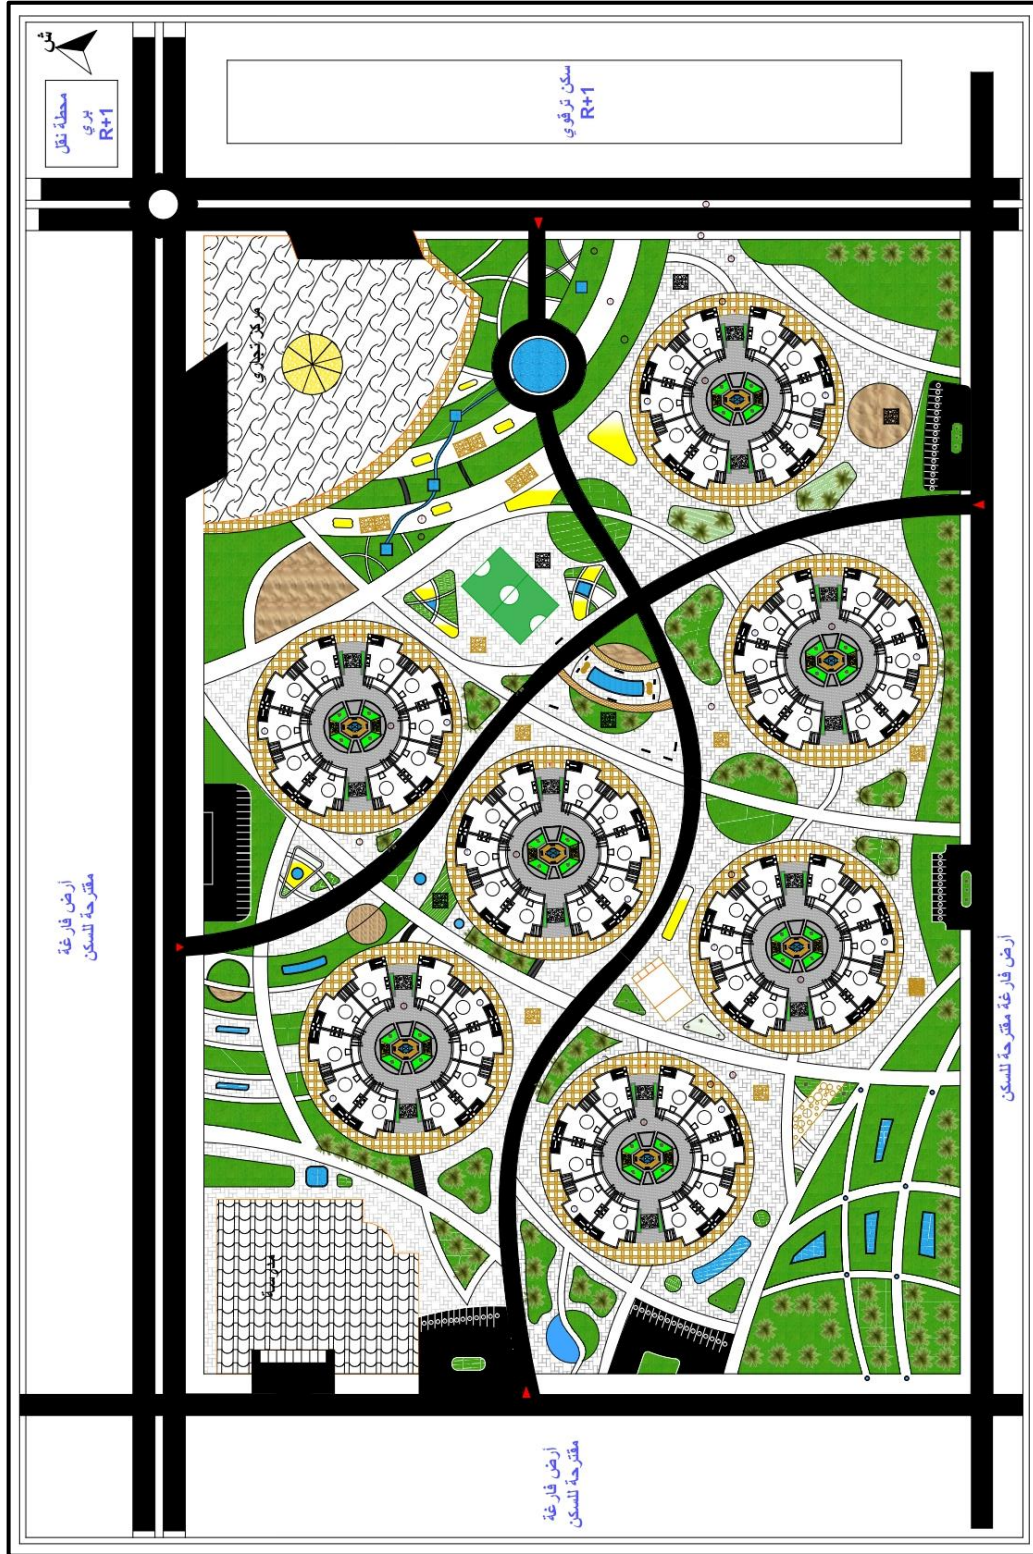 ش
محطة نقل
بري
R+1
سكن ترقوي
R+1
مركز تجاري
أرض فارغة
مقترحة للسكن
أرض فارغة مقترحة للسكن
مدرسة
أرض فارغة
مقترحة للسكن